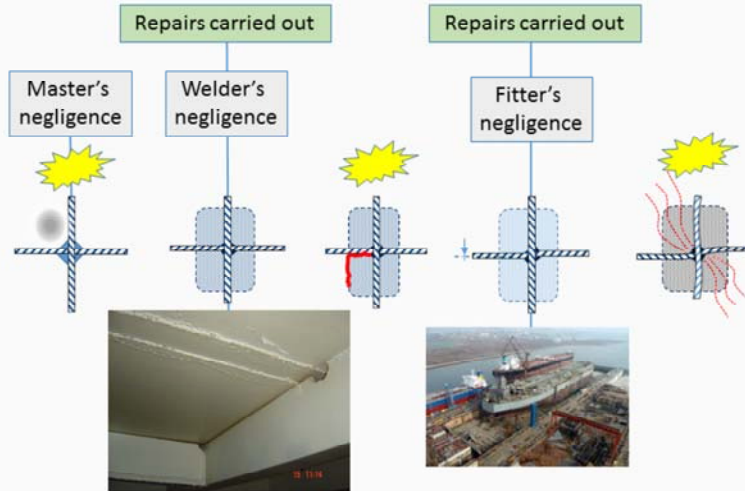 Repairs carried out
Repairs carried out
Master's
negligence
Welder's
negligence
Fitter's
negligence